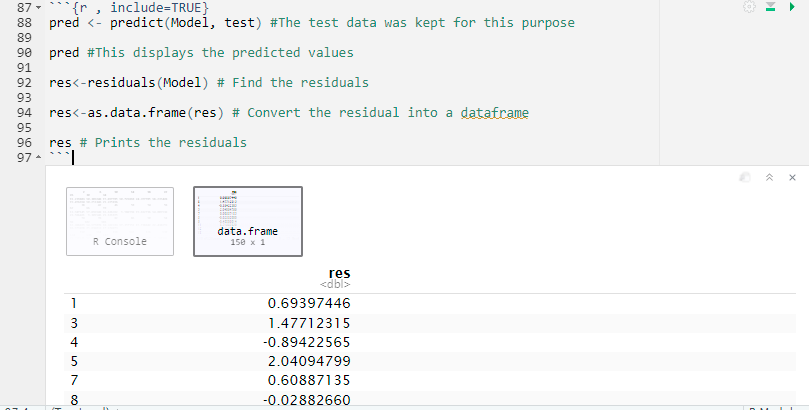 87 ```{r , include=TRUE}
88 pred <- predict(Model, test) #The test data was kept for this purpose
89
90 pred #This displays the predicted values
91
92 res<-residuals(Model) # Find the residuals
93
94 res<-as.data.frame(res) # Convert the residual into a dataframe
95
96 res # Prints the residuals
97 ```
R Console
data.frame
150 x 1
res
<dbl>
1 0.69397446
3 1.47712315
4 -0.89422565
5 2.04094799
7 0.60887135
8 -0.02882660